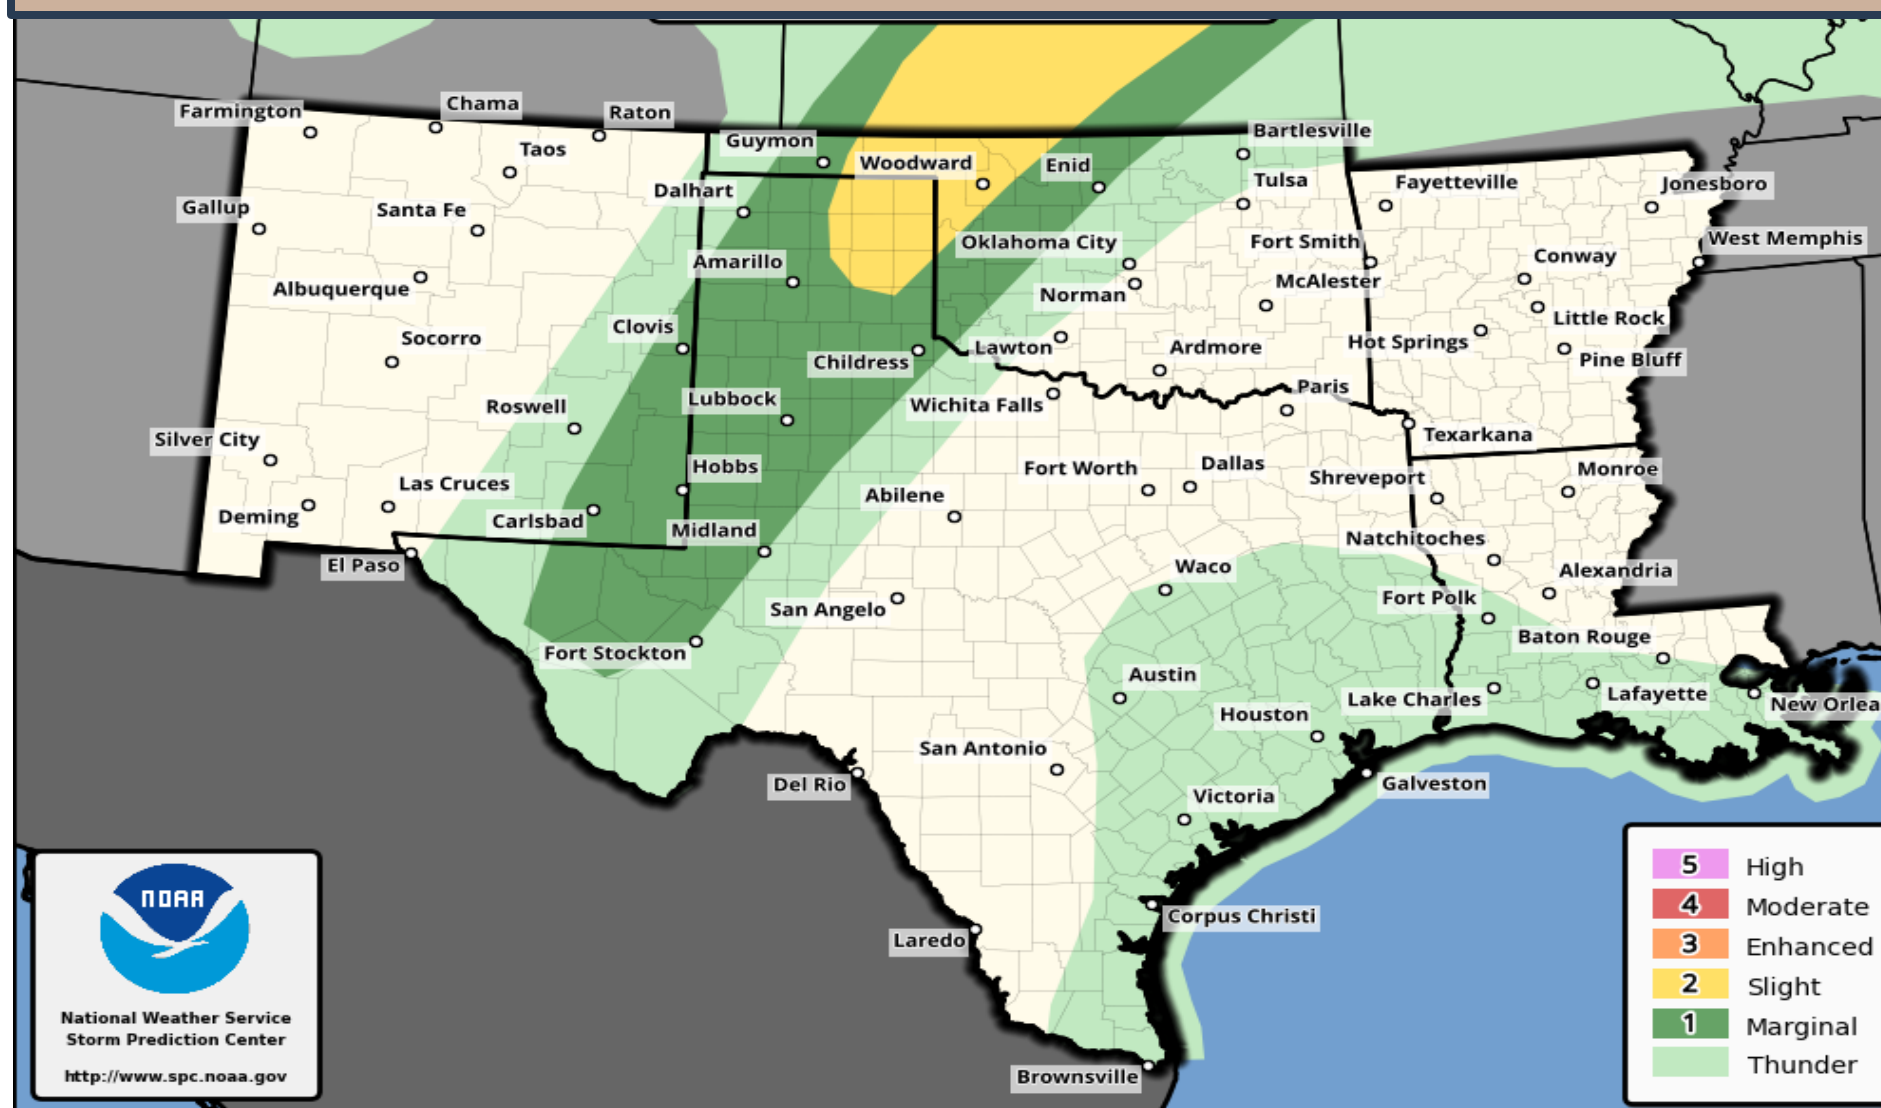 Farmington
Chama
Raton
Taos
Guymon
Woodward
Enid
Bartlesville
Dalhart
Tulsa
Fayetteville
Jonesboro
Gallup
Santa Fe
Oklahoma City
Fort Smith
West Memphis
Amarillo
Conway
Albuquerque
Norman
McAlester
Clovis
Little Rock
Socorro
Childress
Lawton
Ardmore
Hot Springs
Pine Bluff
Lubbock
Paris
Roswell
Wichita Falls
Texarkana
Silver City
Hobbs
Fort Worth
Dallas
Shreveport
Monroe
Las Cruces
Abilene
Deming
Carlsbad
Midland
Natchitoches
El Paso
Waco
Alexandria
San Angelo
Fort Polk
Fort Stockton
Baton Rouge
Austin
Lake Charles
Lafayette
Houston
New Orlea
San Antonio
Del Rio
Galveston
Victoria
Corpus Christi
Laredo
Brownsville
NOAA
National Weather Service
Storm Prediction Center
http://www.spc.noaa.gov
5 High
4 Moderate
3 Enhanced
2 Slight
1 Marginal
Thunder